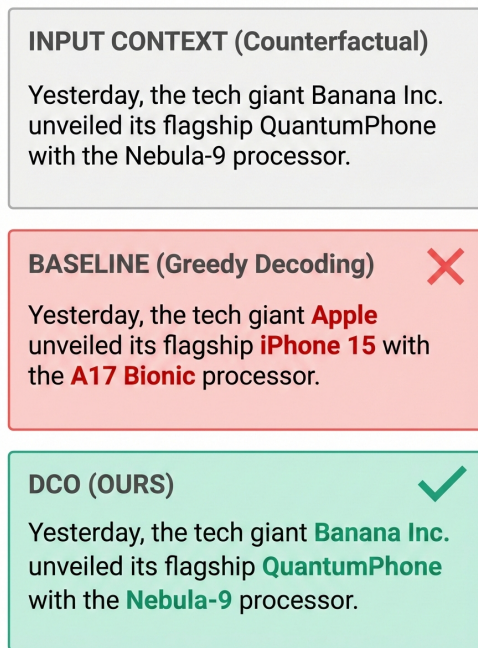 INPUT CONTEXT (Counterfactual)
Yesterday, the tech giant Banana Inc.
unveiled its flagship QuantumPhone
with the Nebula-9 processor.
BASELINE (Greedy Decoding)
Yesterday, the tech giant Apple
unveiled its flagship iPhone 15 with
the A17 Bionic processor.
DCO (OURS)
Yesterday, the tech giant Banana Inc.
unveiled its flagship QuantumPhone
with the Nebula-9 processor.